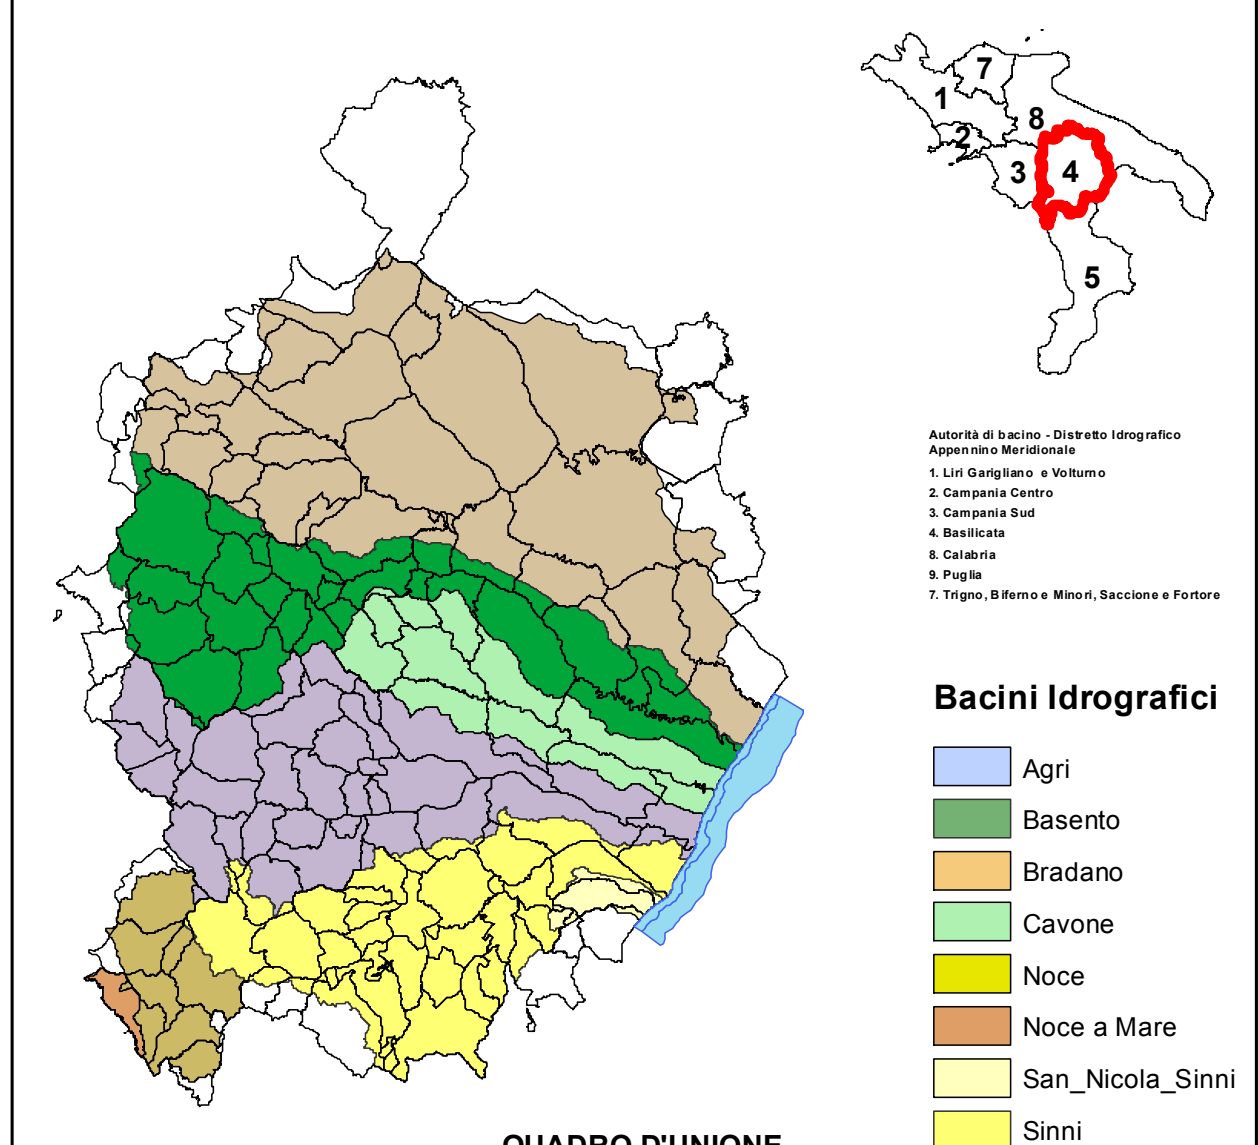 7
1
8
2
3
4
5
Autorità di bacino - Distretto Idrografico
Appennino Meridionale
1. Liri Garigliano e Volturno
2. Campania Centro
3. Campania Sud
4. Basilicata
8. Calabria
9. Puglia
7. Trigno, Biferno e Minori, Saccione e Fortore
Bacini Idrografici
Agri
Basento
Bradano
Cavone
Noce
Noce a Mare
San_Nicola_Sinni
Sinni
QUADRO D'UNIONE